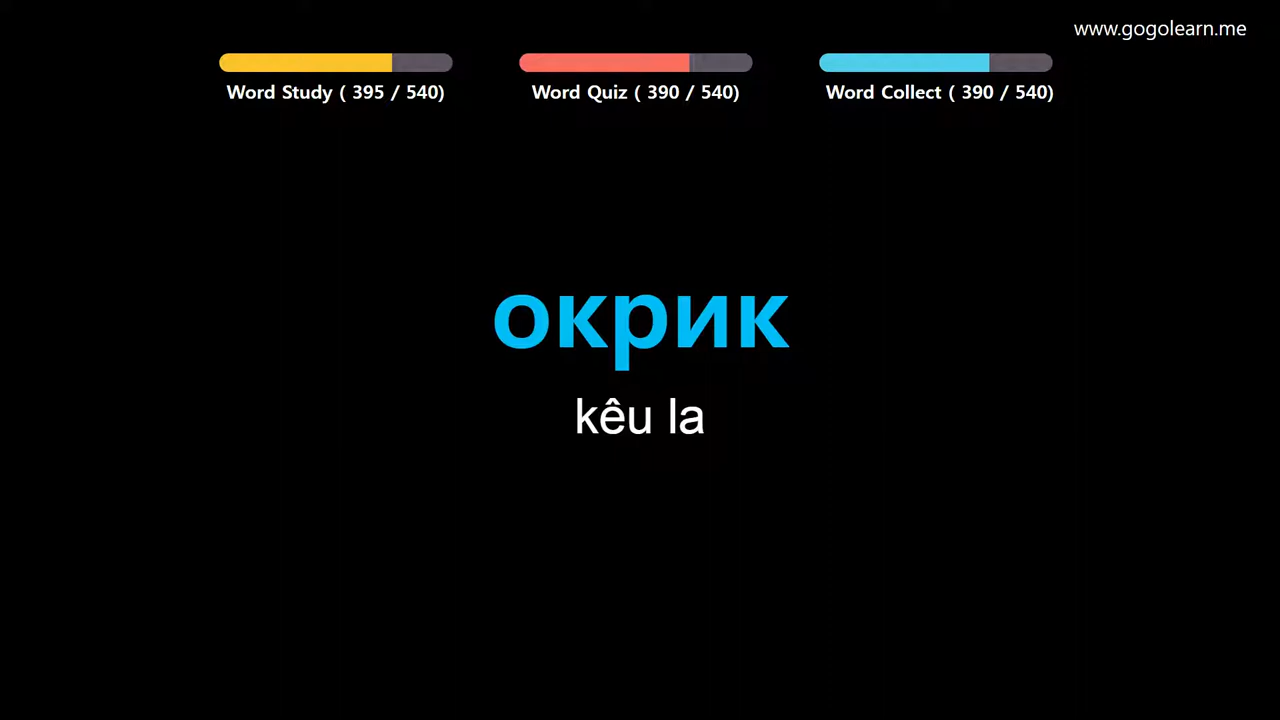 www.gogolearn.me
Word Study ( 395 / 540)
Word Quiz ( 390 / 540)
Word Collect ( 390 / 540)
окрик
kêu la